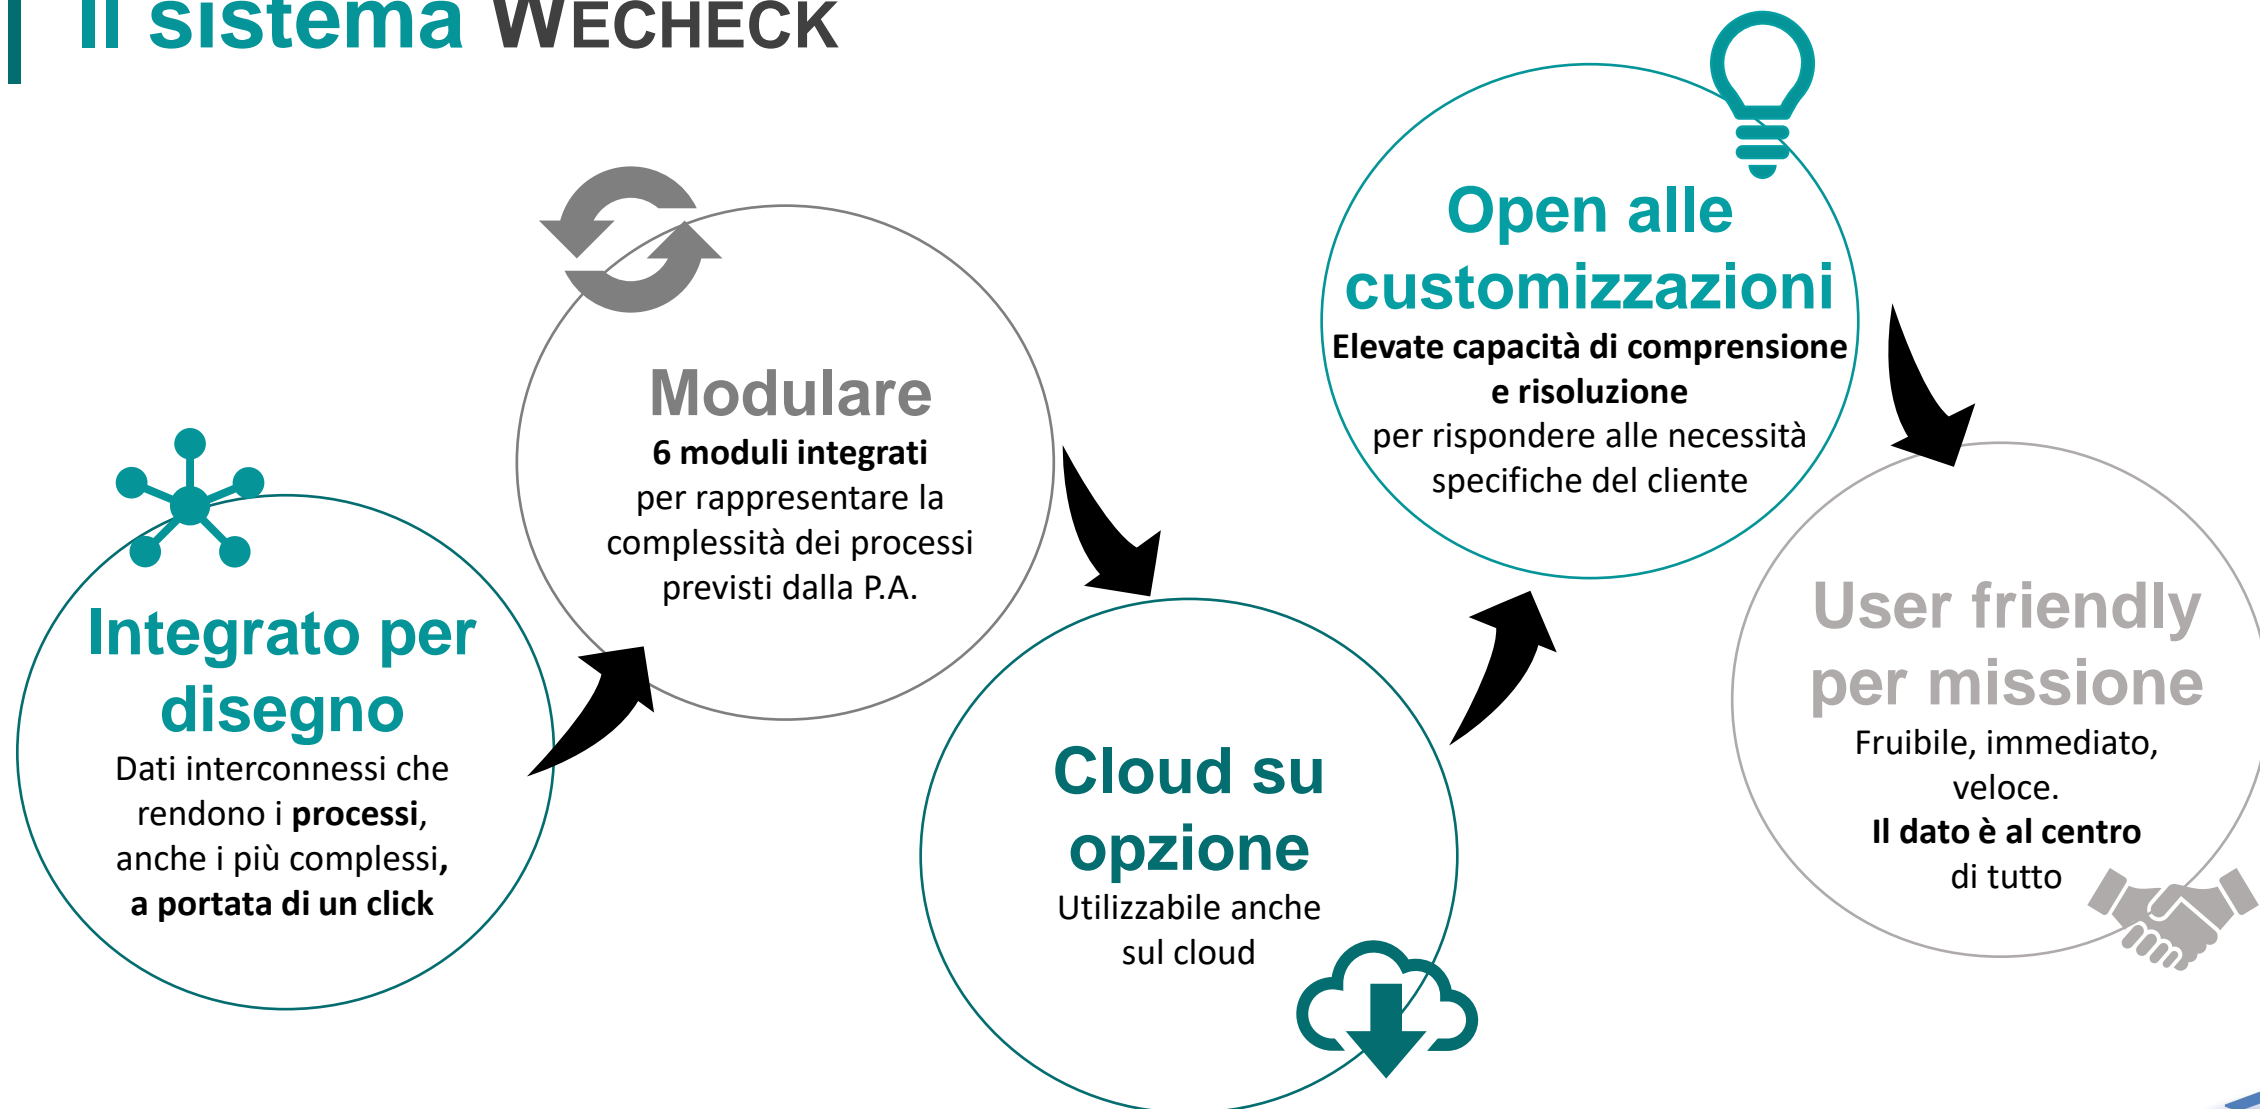 Il sistema WECHECK
Integrato per
disegno
Dati interconnessi che
rendono i processi,
anche i più complessi,
a portata di un click
Modulare
6 moduli integrati
per rappresentare la
complessità dei processi
previsti dalla P.A.
Cloud su
opzione
Utilizzabile anche
sul cloud
Open alle
customizzazioni
Elevate capacità di comprensione
e risoluzione
per rispondere alle necessità
specifiche del cliente
User friendly
per missione
Fruibile, immediato,
veloce.
Il dato è al centro
di tutto